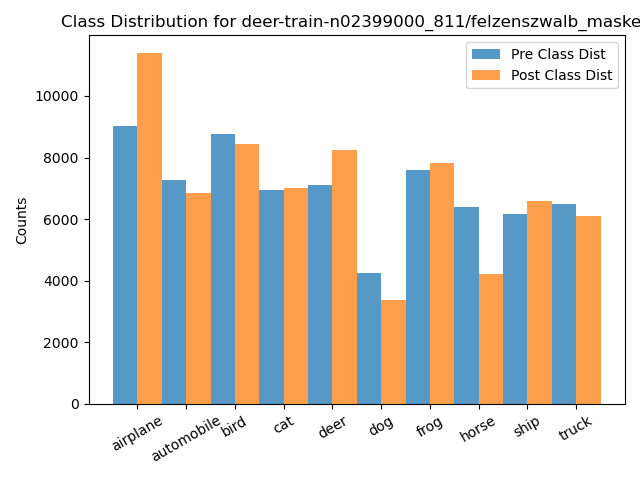 Class Distribution for deer-train-n02399000_811/felzenszwalb_maske
Pre Class Dist
Post Class Dist
Counts
10000
8000
6000
4000
2000
0
airplane
automobile
bird
cat
deer
dog
frog
horse
ship
truck